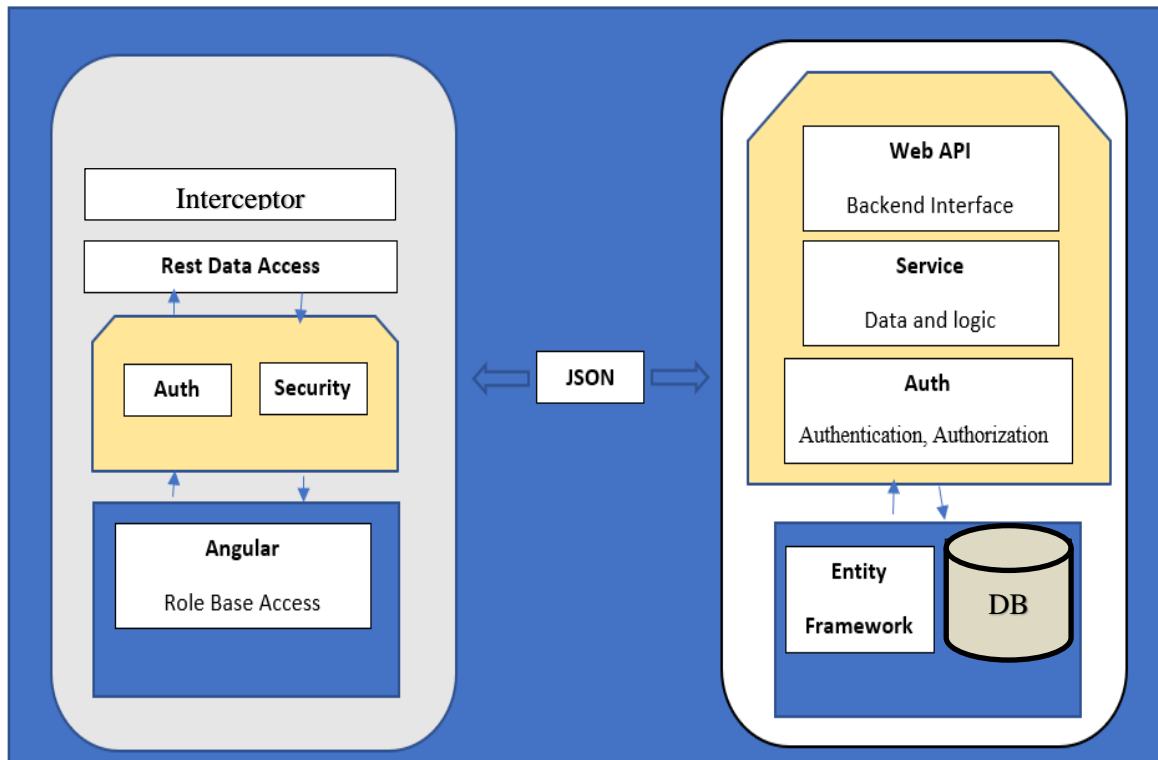 Interceptor
Rest Data Access
Auth
Security
Angular
Role Base Access
JSON
Web API
Backend Interface
Service
Data and logic
Auth
Authentication, Authorization
Entity
Framework
DB